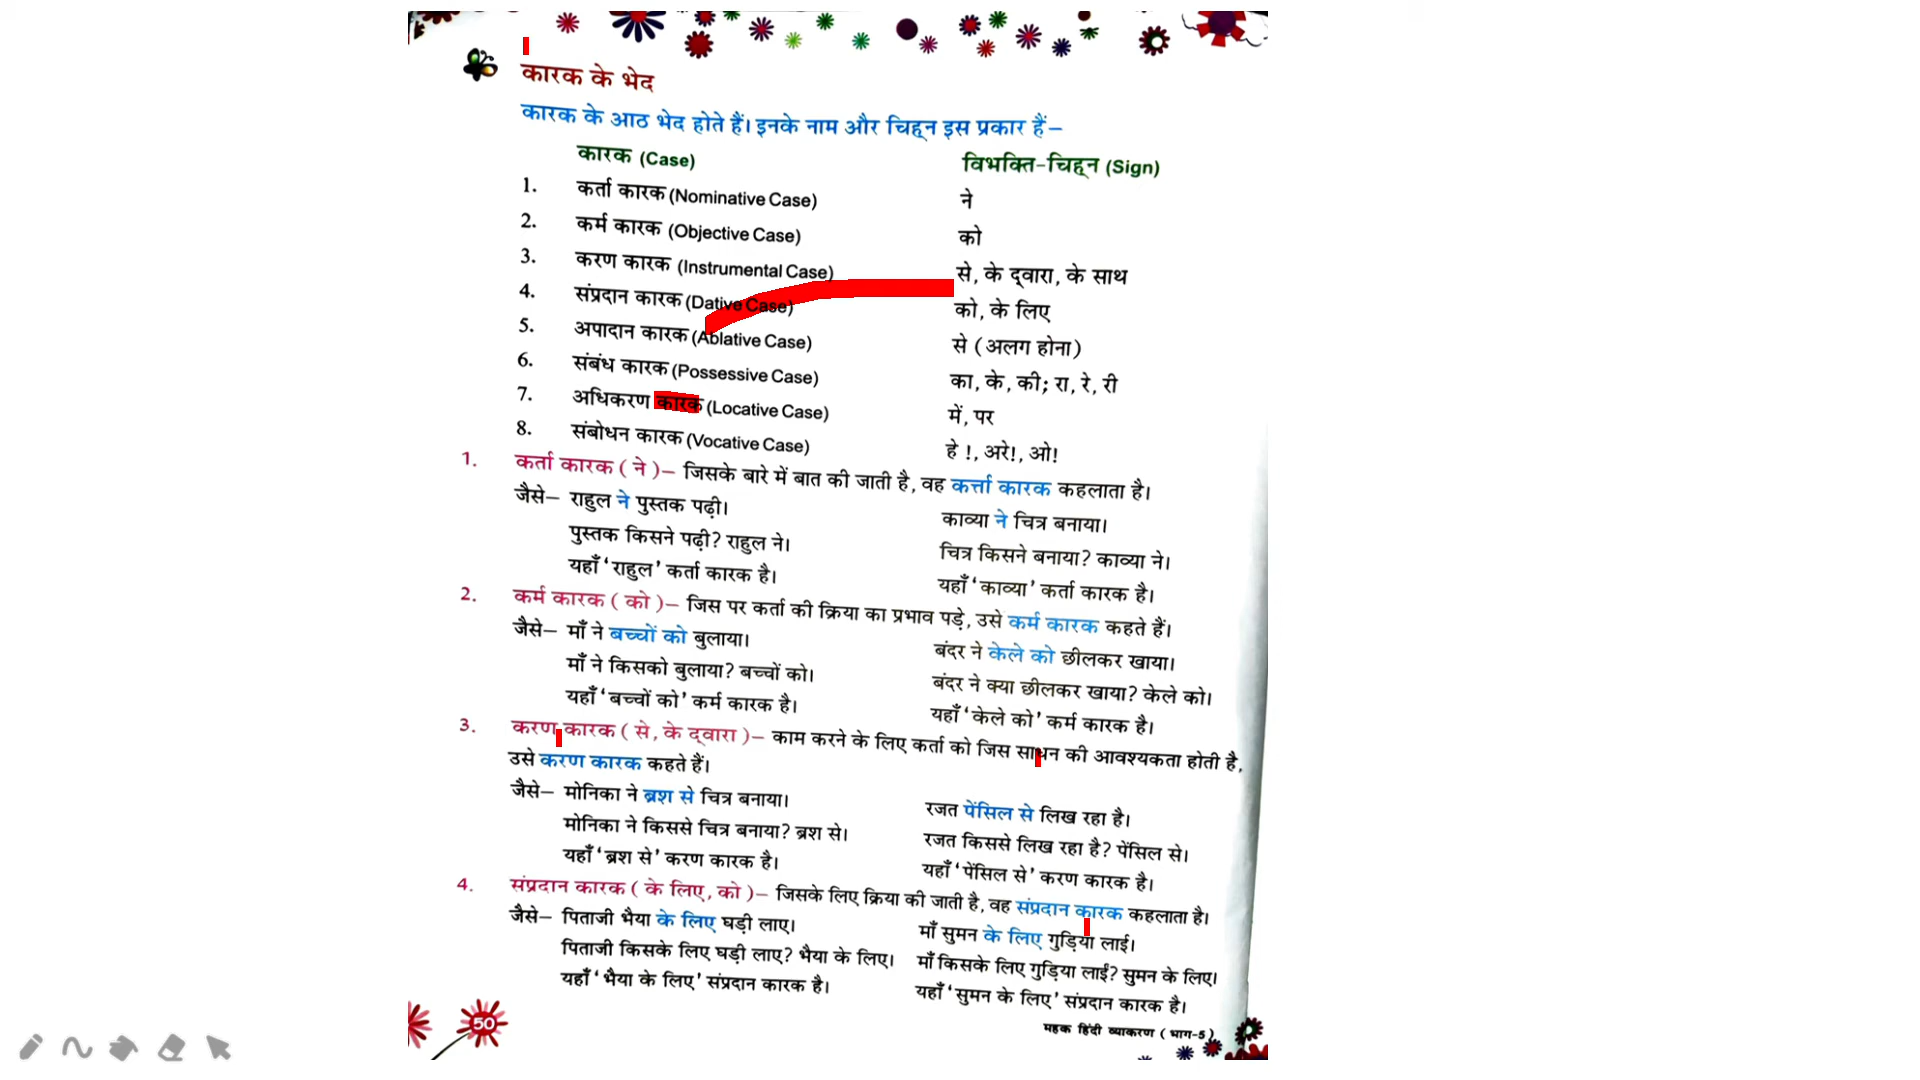 कारक के भेद
कारक के आठ भेद होते हैं। इनके नाम और चिह्न इस प्रकार हैं–
कारक (Case) विभक्ति-चिह्न (Sign)
1. कर्ता कारक (Nominative Case) ने
2. कर्म कारक (Objective Case) को
3. करण कारक (Instrumental Case) से, के द्वारा, के साथ
4. संप्रदान कारक (Dative Case) को, के लिए
5. अपादान कारक (Ablative Case) से (अलग होना)
6. संबंध कारक (Possessive Case) का, के, की; रा, रे, री
7. अधिकरण कारक (Locative Case) में, पर
8. संबोधन कारक (Vocative Case) हे !, अरे!, ओ!
1. कर्ता कारक ( ने )– जिसके बारे में बात की जाती है, वह कर्त्ता कारक कहलाता है।
जैसे– राहुल ने पुस्तक पढ़ी। काव्या ने चित्र बनाया।
पुस्तक किसने पढ़ी? राहुल ने। चित्र किसने बनाया? काव्या ने।
यहाँ ‘राहुल’ कर्ता कारक है। यहाँ ‘काव्या’ कर्ता कारक है।
2. कर्म कारक ( को )– जिस पर कर्ता की क्रिया का प्रभाव पड़े, उसे कर्म कारक कहते हैं।
जैसे– माँ ने बच्चों को बुलाया। बंदर ने केले को छीलकर खाया।
माँ ने किसको बुलाया? बच्चों को। बंदर ने क्या छीलकर खाया? केले को।
यहाँ ‘बच्चों को’ कर्म कारक है। यहाँ ‘केले को’ कर्म कारक है।
3. करण कारक ( से, के द्वारा )– काम करने के लिए कर्ता को जिस साधन की आवश्यकता होती है,
उसे करण कारक कहते हैं।
जैसे– मोनिका ने ब्रश से चित्र बनाया। रजत पेंसिल से लिख रहा है।
मोनिका ने किससे चित्र बनाया? ब्रश से। रजत किससे लिख रहा है? पेंसिल से।
यहाँ ‘ब्रश से’ करण कारक है। यहाँ ‘पेंसिल से’ करण कारक है।
4. संप्रदान कारक ( के लिए, को )– जिसके लिए क्रिया की जाती है, वह संप्रदान कारक कहलाता है।
जैसे– पिताजी भैया के लिए घड़ी लाए। माँ सुमन के लिए गुड़िया लाई।
पिताजी किसके लिए घड़ी लाए? भैया के लिए। माँ किसके लिए गुड़िया लाईं? सुमन के लिए।
यहाँ ‘भैया के लिए’ संप्रदान कारक है। यहाँ ‘सुमन के लिए’ संप्रदान कारक है।
50 महक हिंदी व्याकरण ( भाग-5 )